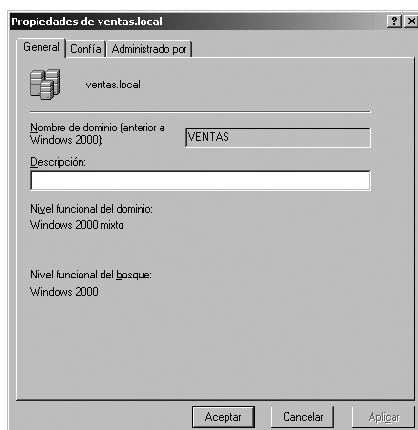 Propiedades de ventas.local
General Confía Administrado por
ventas.local
Nombre de dominio (anterior a
Windows 2000):
VENTAS
Descripción:
Nivel funcional del dominio:
Windows 2000 mixto
Nivel funcional del bosque:
Windows 2000
Aceptar Cancelar Aplicar